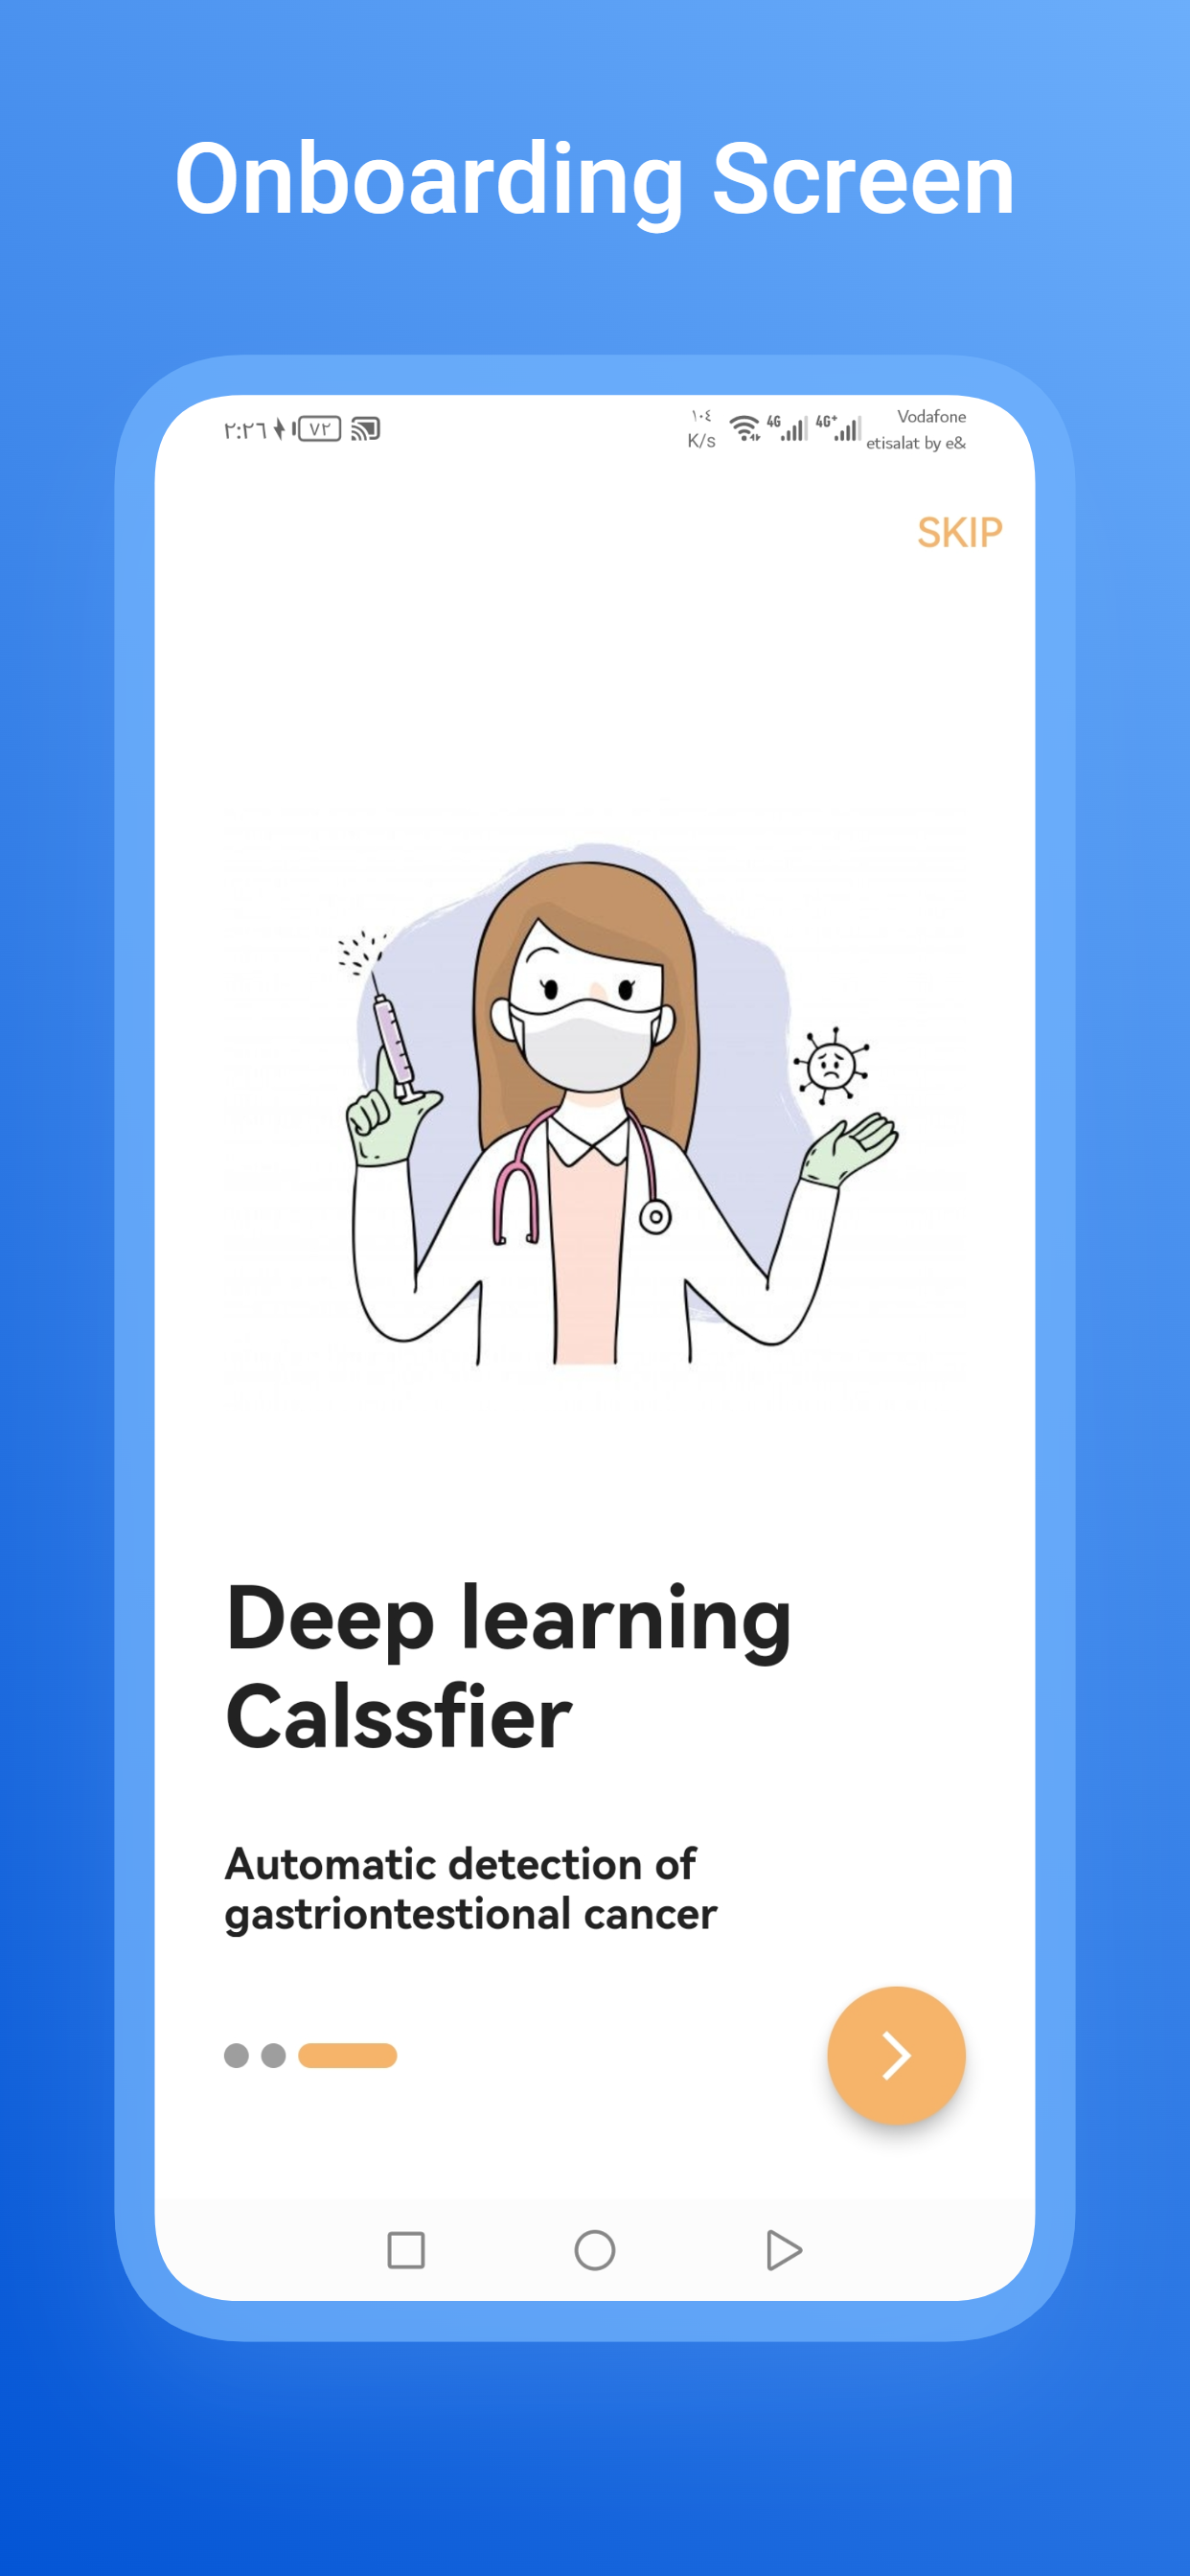 Onboarding Screen
٢:٢٦ ٧٢ ١٠٤ 4G 4G+ Vodafone
K/s etisalat by e&
SKIP
Deep learning
Calssfier
Automatic detection of
gastriontestional cancer